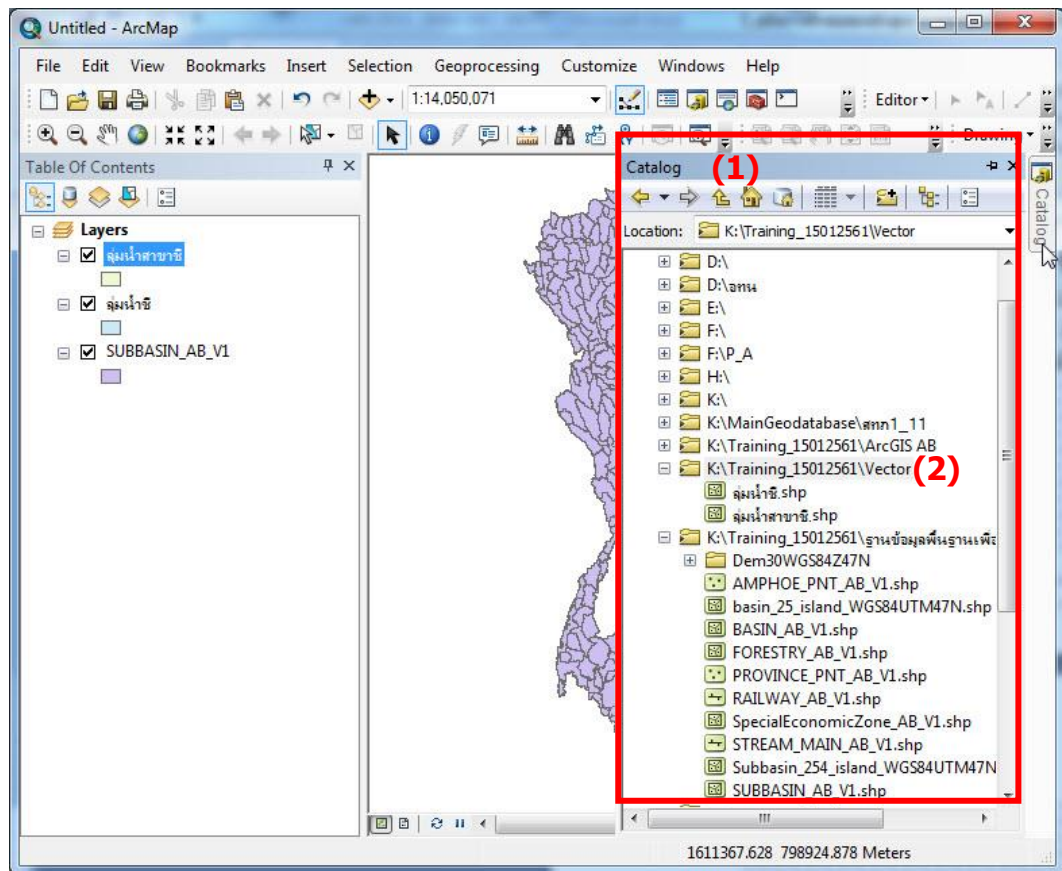 Untitled - ArcMap
File Edit View Bookmarks Insert Selection Geoprocessing Customize Windows Help
1:14,050,071
Editor
Drawing
Table Of Contents
Layers
ลุ่มน้ำสาขาชี
ลุ่มน้ำชี
SUBBASIN_AB_V1
Catalog
(1)
Location: K:\Training_15012561\Vector
D:\
D:\อทน
E:\
F:\
F:\P_A
H:\
K:\
K:\MainGeodatabase\สทภ1_11
K:\Training_15012561\ArcGIS AB
K:\Training_15012561\Vector
(2)
ลุ่มน้ำชี.shp
ลุ่มน้ำสาขาชี.shp
K:\Training_15012561\ฐานข้อมูลพื้นฐานเพื่อ
Dem30WGS84Z47N
AMPHOE_PNT_AB_V1.shp
basin_25_island_WGS84UTM47N.shp
BASIN_AB_V1.shp
FORESTRY_AB_V1.shp
PROVINCE_PNT_AB_V1.shp
RAILWAY_AB_V1.shp
SpecialEconomicZone_AB_V1.shp
STREAM_MAIN_AB_V1.shp
Subbasin_254_island_WGS84UTM47N
SUBBASIN_AB_V1.shp
Catalog
1611367.628 798924.878 Meters